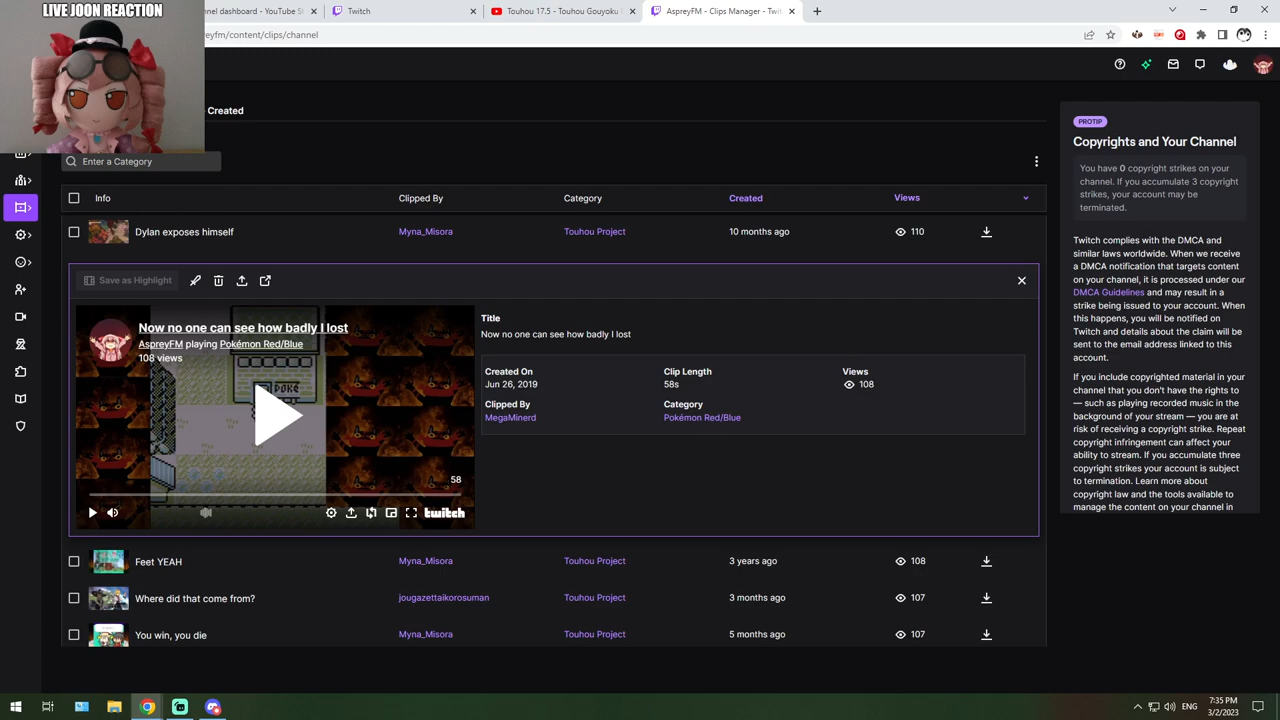 LIVE JOON REACTION
nel dashboard - YouTube St
Twitch
Touhou 17.5 - Touhou Gouyoku
AspreyFM - Clips Manager - Twit
reyfm/content/clips/channel
Created
Enter a Category
Info
Clipped By
Category
Created
Views
Dylan exposes himself
Myna_Misora
Touhou Project
10 months ago
110
Save as Highlight
Now no one can see how badly I lost
AspreyFM playing Pokémon Red/Blue
108 views
POKé
58
twitch
Title
Now no one can see how badly I lost
Created On
Clip Length
Views
Jun 26, 2019
58s
108
Clipped By
Category
MegaMinerd
Pokémon Red/Blue
Feet YEAH
Myna_Misora
Touhou Project
3 years ago
108
Where did that come from?
jougazettaikorosuman
Touhou Project
3 months ago
107
You win, you die
Myna_Misora
Touhou Project
5 months ago
107
PROTIP
Copyrights and Your Channel
You have 0 copyright strikes on
your channel. If you accumulate 3 copyright
strikes, your account may be
terminated.
Twitch complies with the DMCA and
similar laws worldwide. When we receive
a DMCA notification that targets content
on your channel, it is processed under our
DMCA Guidelines and may result in a
strike being issued to your account. When
this happens, you will be notified on
Twitch and details about the claim will be
sent to the email address linked to this
account.
If you include copyrighted material in your
channel that you don't have the rights to
— such as playing recorded music in the
background of your stream — you are at
risk of receiving a copyright strike. Repeat
copyright infringement can affect your
ability to stream. If you accumulate three
copyright strikes your account is subject
to termination. Learn more about
copyright law and the tools available to
manage the content on your channel in
ENG
7:35 PM
3/2/2023